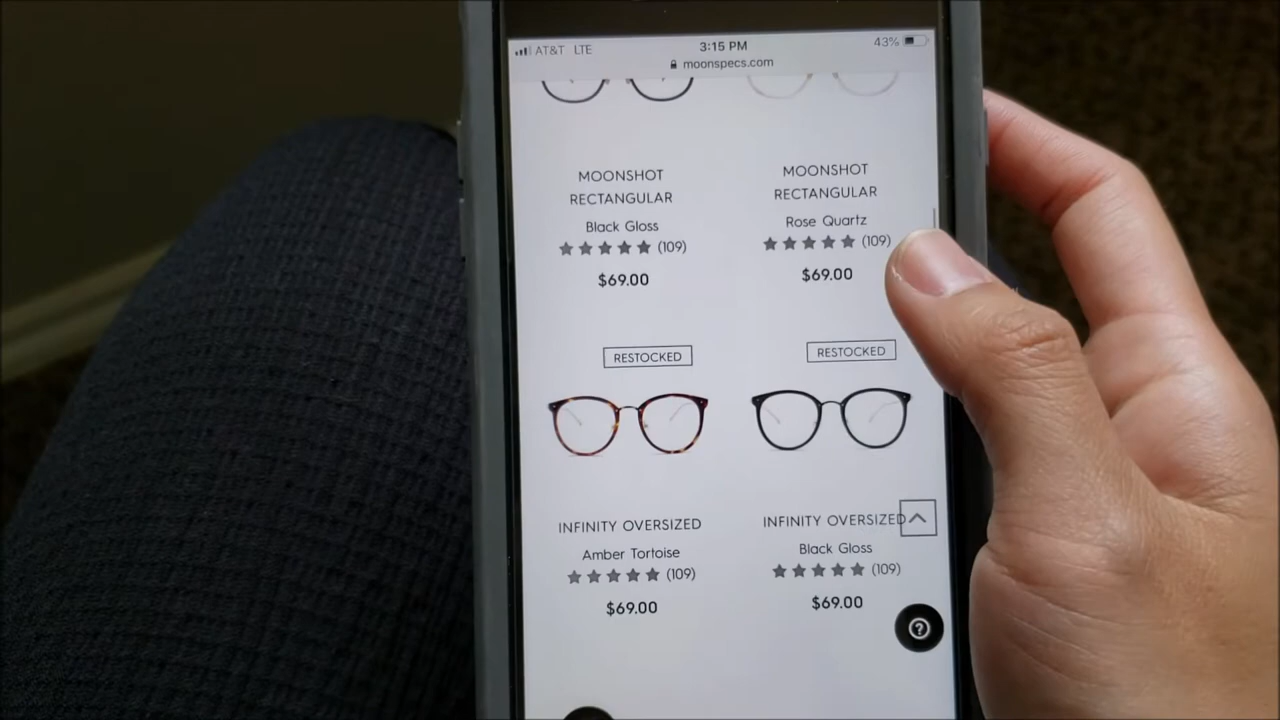 AT&T LTE 3:15 PM 43%
moonspecs.com
MOONSHOT
RECTANGULAR
Black Gloss
(109)
$69.00
MOONSHOT
RECTANGULAR
Rose Quartz
(109)
$69.00
RESTOCKED
INFINITY OVERSIZED
Amber Tortoise
(109)
$69.00
RESTOCKED
INFINITY OVERSIZED
Black Gloss
(109)
$69.00
?